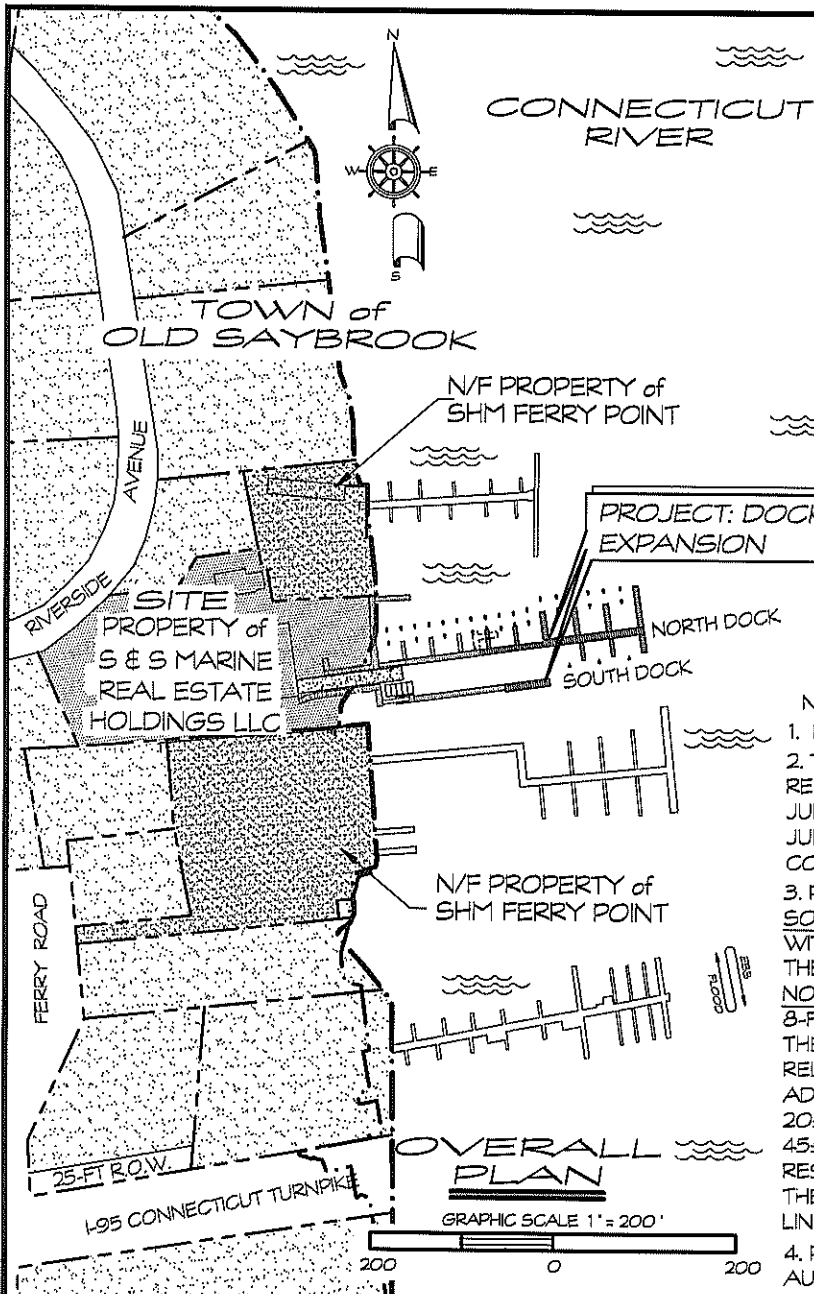 N
W
E
S
CONNECTICUT
RIVER
TOWN of
OLD SAYBROOK
N/F PROPERTY of
SHM FERRY POINT
RIVERSIDE AVENUE
PROJECT: DOCK
EXPANSION
SITE
PROPERTY of
S & S MARINE
REAL ESTATE
HOLDINGS LLC
NORTH DOCK
SOUTH DOCK
N/F PROPERTY of
SHM FERRY POINT
FERRY ROAD
EBB
FLOOD
25-FT R.O.W.
I-95 CONNECTICUT TURNPIKE
OVERALL
PLAN
GRAPHIC SCALE 1"= 200'
200 0 200
N
1.
2. T
RE
JU
JU
CO
3. F
SO
WIT
THE
NO
8-F
THE
REL
AD
20±
45±
RES
THE
LIN
4. F
AU